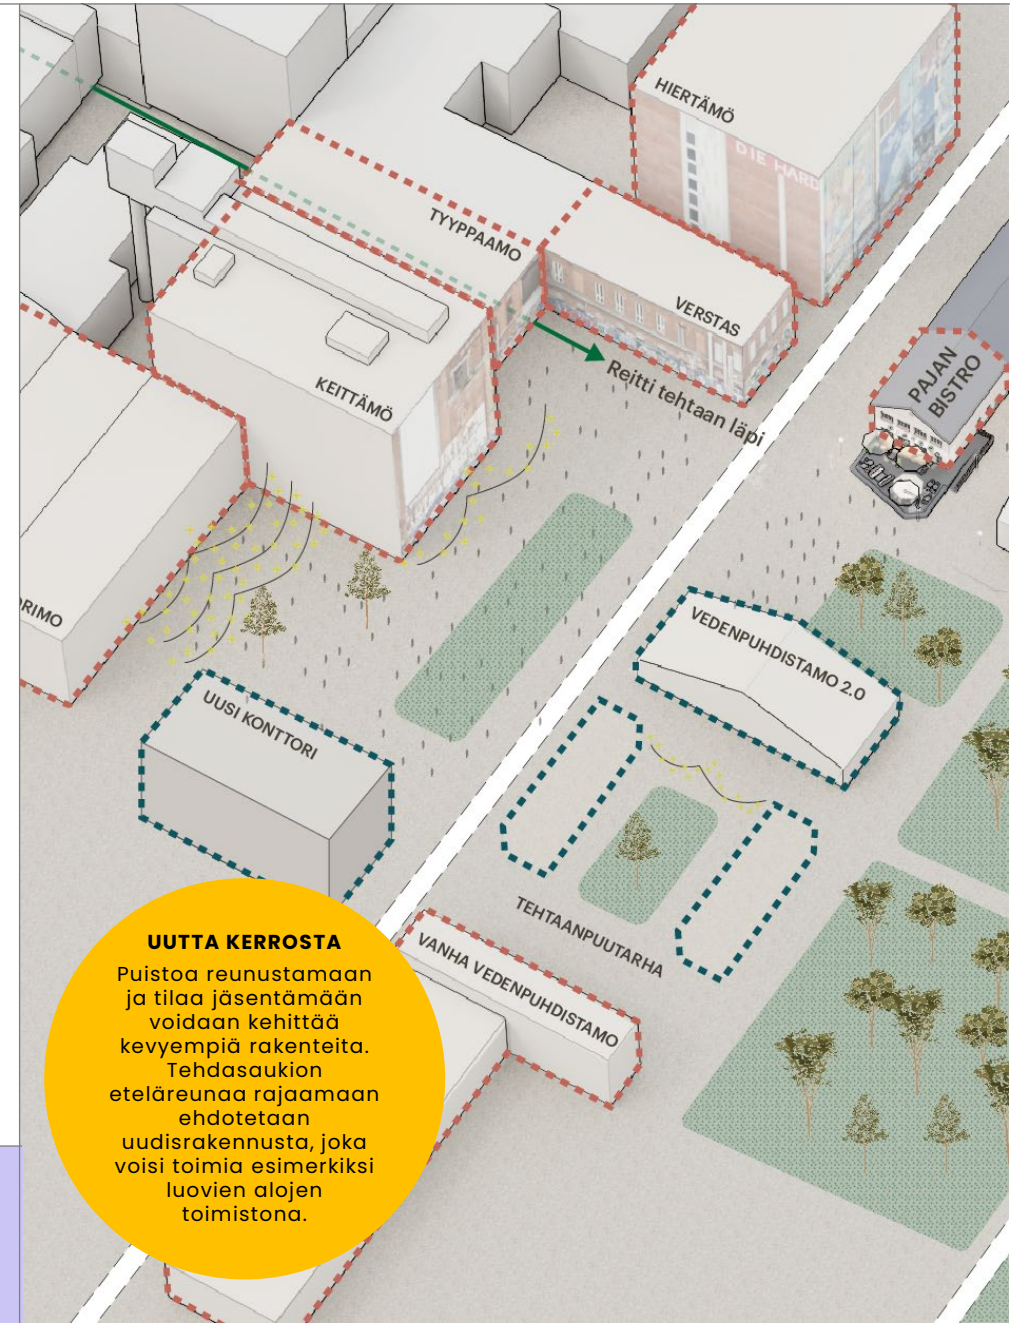 HIERTÄMÖ
DIE HARD
TYYPPAAMO
VERSTAS
KEITTÄMÖ
Reitti tehtaan läpi
PAJAN
BISTRO
RIMO
VEDENPUHDISTAMO 2.0
UUSI KONTTORI
TEHTAANPUUTARHA
VANHA VEDENPUHDISTAMO
UUTTA KERROSTA
Puistoa reunustamaan
ja tilaa jäsentämään
voidaan kehittää
kevyempiä rakenteita.
Tehdasaukion
eteläreunaa rajaamaan
ehdotetaan
uudisrakennusta, joka
voisi toimia esimerkiksi
luovien alojen
toimistona.